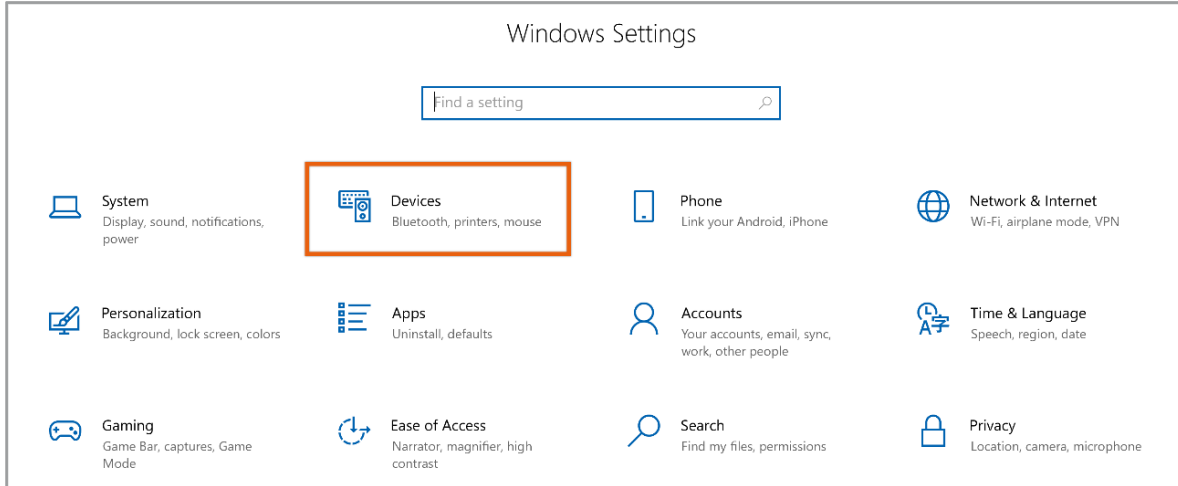 Windows Settings
Find a setting
System
Display, sound, notifications,
power
Devices
Bluetooth, printers, mouse
Phone
Link your Android, iPhone
Network & Internet
Wi-Fi, airplane mode, VPN
Personalization
Background, lock screen, colors
Apps
Uninstall, defaults
Accounts
Your accounts, email, sync,
work, other people
Time & Language
Speech, region, date
Gaming
Game Bar, captures, Game
Mode
Ease of Access
Narrator, magnifier, high
contrast
Search
Find my files, permissions
Privacy
Location, camera, microphone